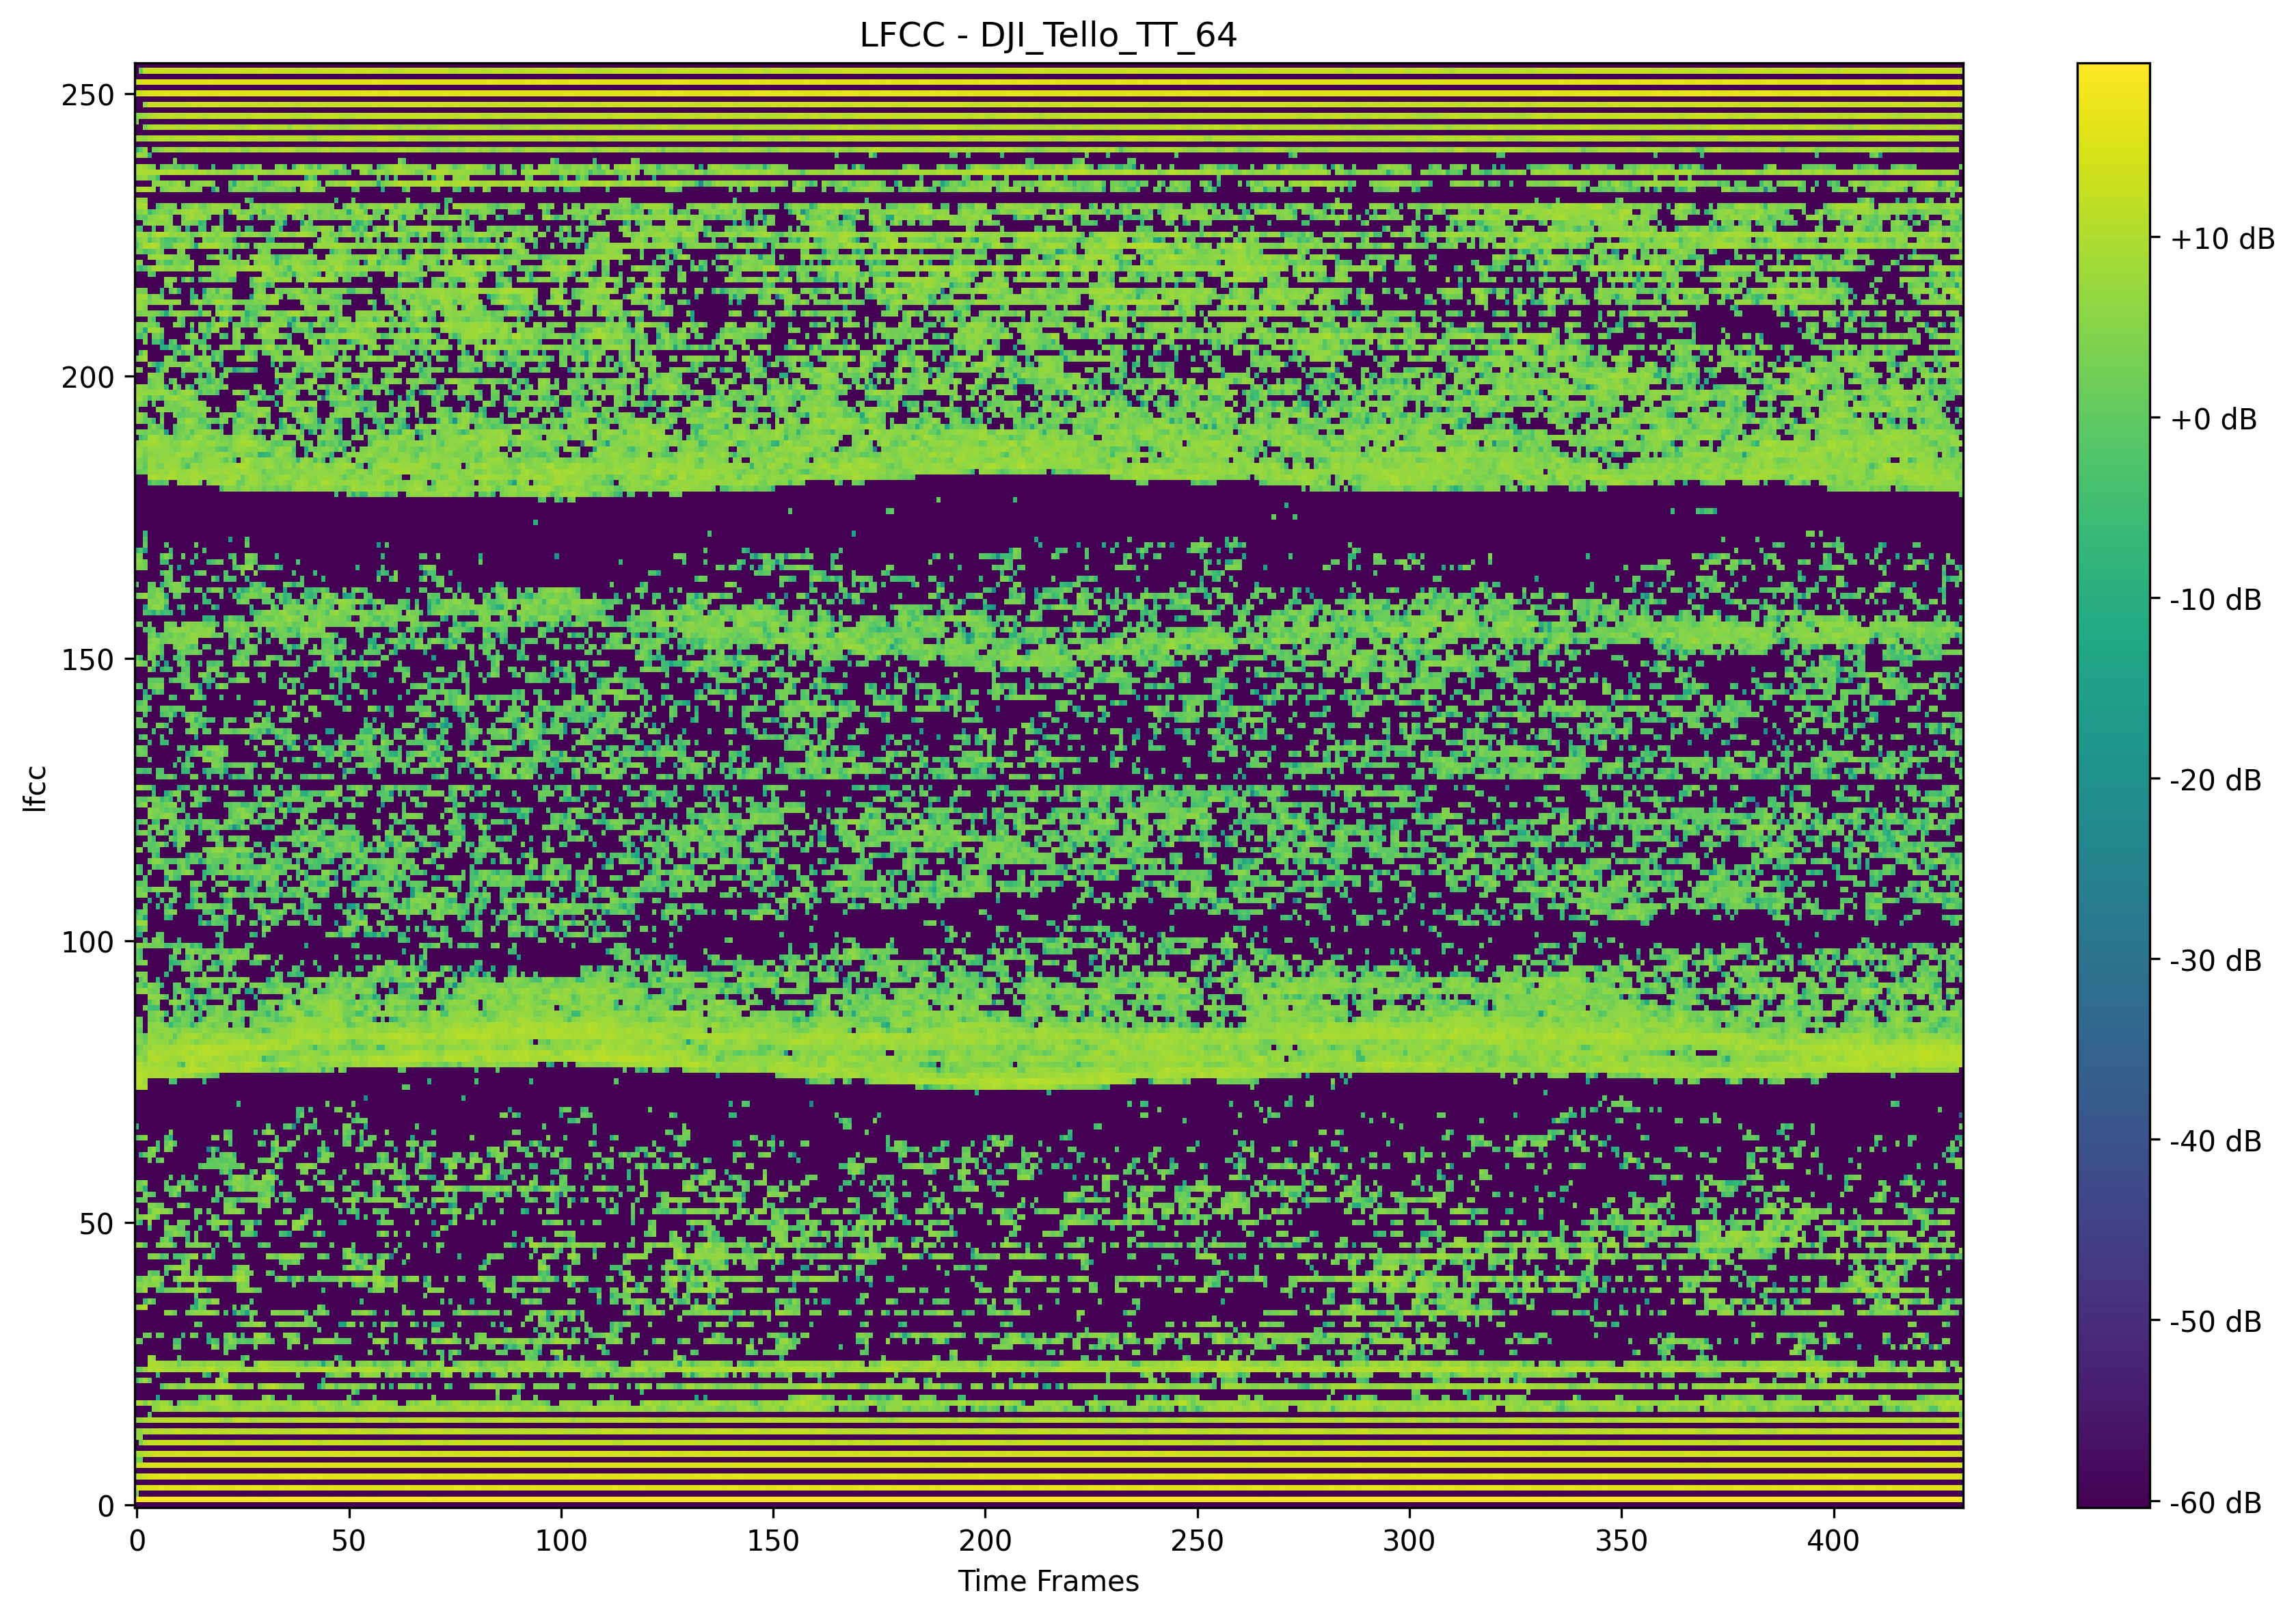 LFCC - DJI_Tello_TT_64
250
200
150
100
50
0
lfcc
0 50 100 150 200 250 300 350 400
Time Frames
+10 dB
+0 dB
-10 dB
-20 dB
-30 dB
-40 dB
-50 dB
-60 dB